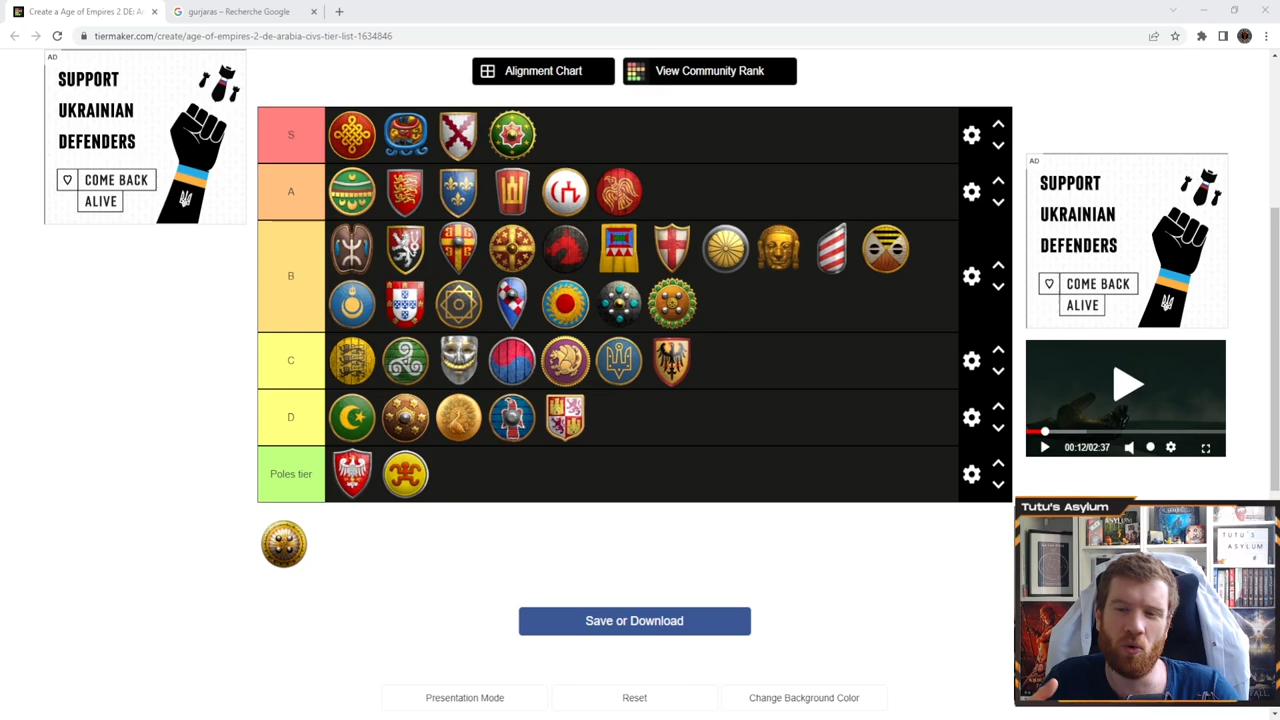 Create a Age of Empires 2 DE: A
gurjaras – Recherche Google
tiermaker.com/create/age-of-empires-2-de-arabia-civs-tier-list-1634846
AD
SUPPORT
UKRAINIAN
DEFENDERS
COME BACK
ALIVE
Alignment Chart
View Community Rank
S
A
B
C
D
Poles tier
AD
SUPPORT
UKRAINIAN
DEFENDERS
COME BACK
ALIVE
00:12/02:37
Tutu's Asylum
TUTU'S
ASYLUM
Save or Download
Presentation Mode
Reset
Change Background Color